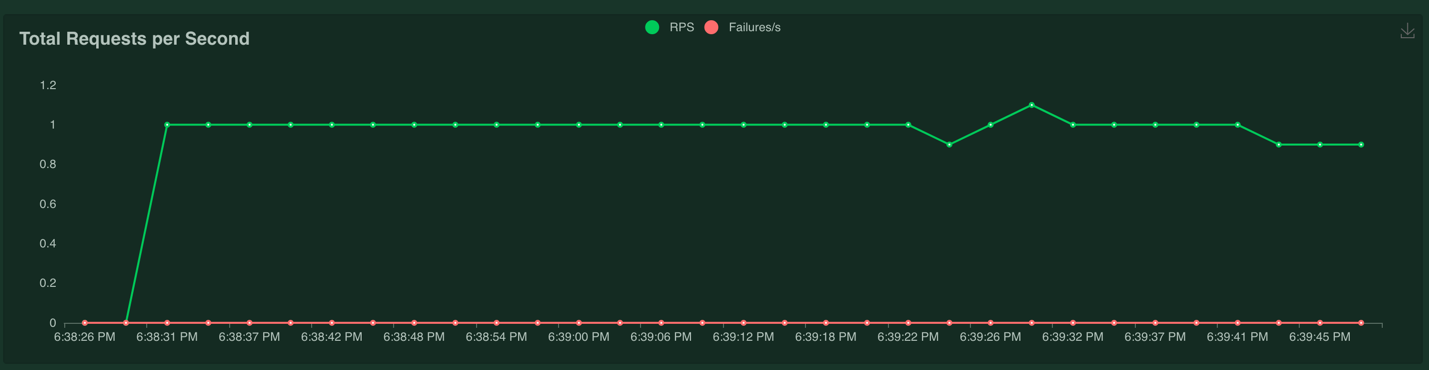 RPS Failures/s
Total Requests per Second
1.2
1
0.8
0.6
0.4
0.2
0
6:38:26 PM 6:38:31 PM 6:38:37 PM 6:38:42 PM 6:38:48 PM 6:38:54 PM 6:39:00 PM 6:39:06 PM 6:39:12 PM 6:39:18 PM 6:39:22 PM 6:39:26 PM 6:39:32 PM 6:39:37 PM 6:39:41 PM 6:39:45 PM